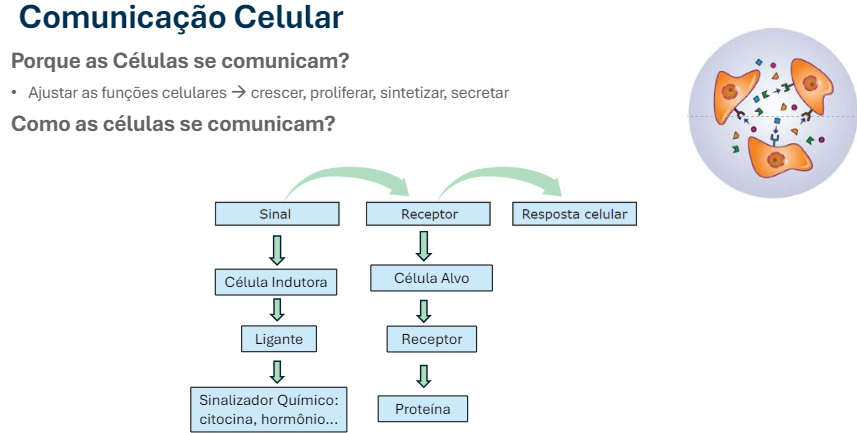 Comunicação Celular
Porque as Células se comunicam?
• Ajustar as funções celulares → crescer, proliferar, sintetizar, secretar
Como as células se comunicam?
Sinal
Receptor
Resposta celular
Célula Indutora
Célula Alvo
Ligante
Receptor
Sinalizador Químico:
citocina, hormônio...
Proteína